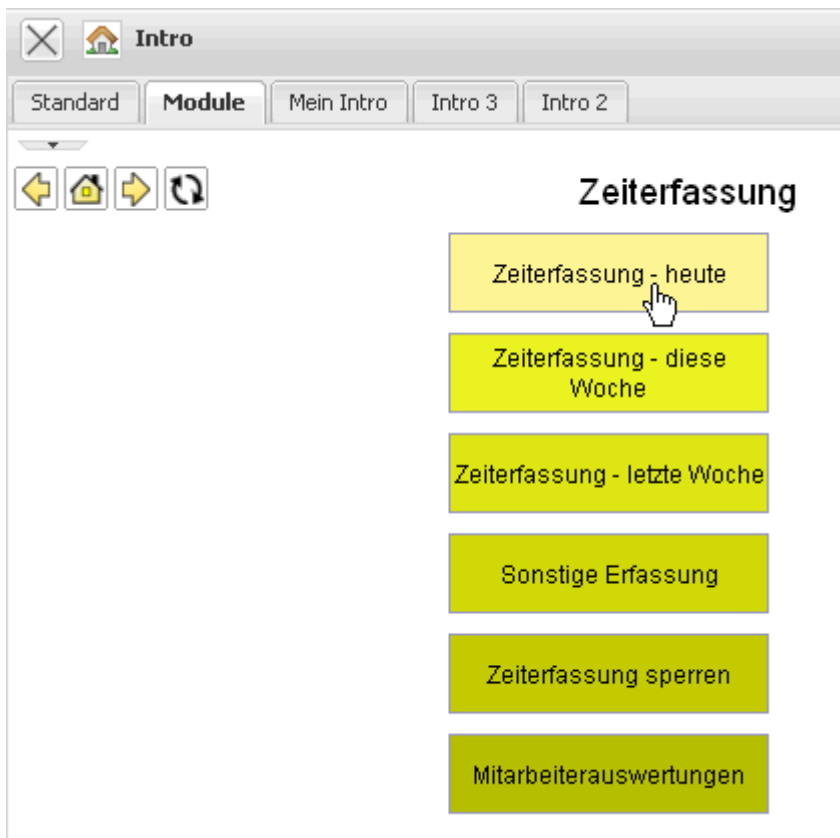 Intro
Standard Module Mein Intro Intro 3 Intro 2
Zeiterfassung
Zeiterfassung - heute
Zeiterfassung - diese
Woche
Zeiterfassung - letzte Woche
Sonstige Erfassung
Zeiterfassung sperren
Mitarbeiterauswertungen